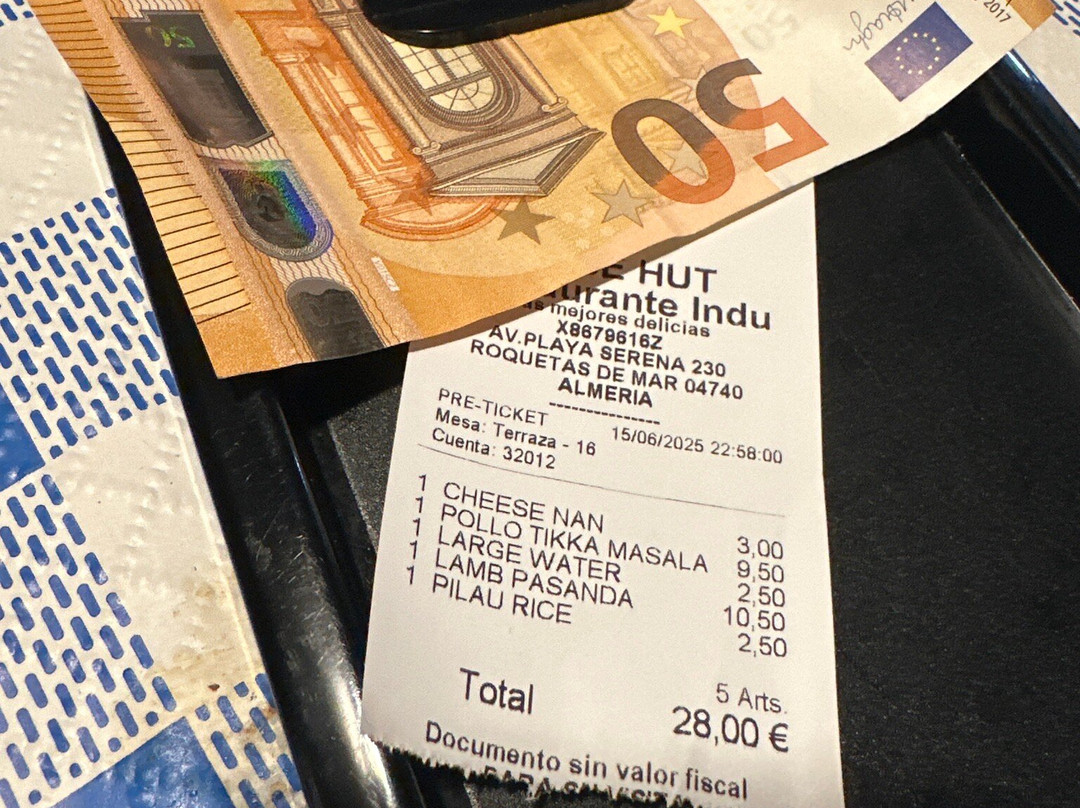 50
2017
HUT
Indu
mejores delicias
X8679616Z
AV.PLAYA SERENA 230
ROQUETAS DE MAR 04740
ALMERIA
---------------
PRE-TICKET
Mesa: Terraza - 16 15/06/2025 22:58:00
Cuenta: 32012
1 CHEESE NAN 3,00
1 POLLO TIKKA MASALA 9,50
1 LARGE WATER 2,50
1 LAMB PASANDA 10,50
1 PILAU RICE 2,50
5 Arts.
Total 28,00 €
Documento sin valor fiscal